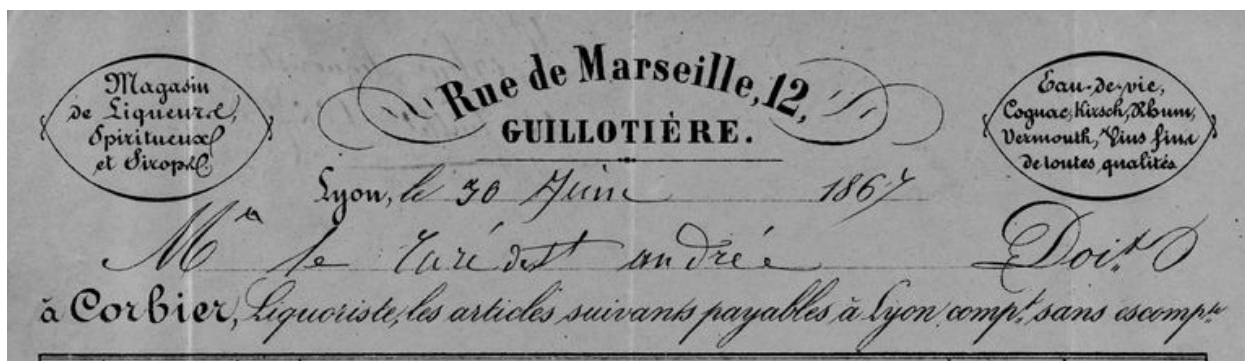 Magasin
de Liqueurs,
Spiritueux
et Sirops.
Rue de Marseille, 12,
GUILLOTIÈRE.
Eau-de-vie,
Cognac, Kirsch, Rhum,
Vermouth, Vins fins
de toutes qualités
Lyon, le 30 Juin 1867
Mr le Curé de St andrée Doit
à Corbier, Liquoriste, les articles suivants payables à Lyon compt. sans escompte